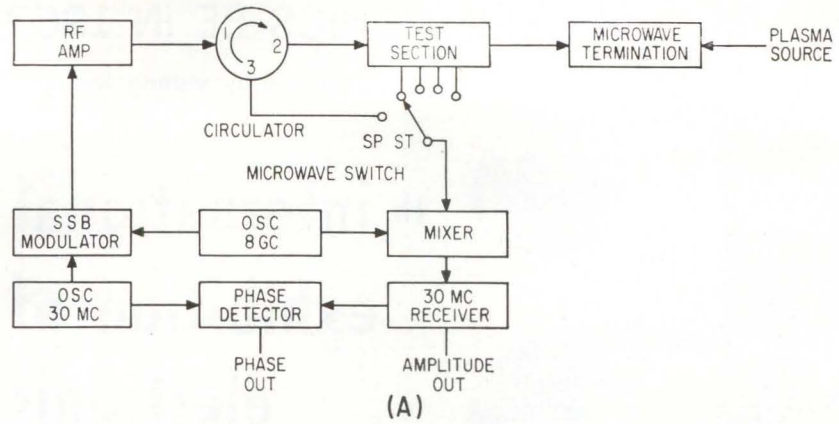 RF
AMP
1
2
3
TEST
SECTION
MICROWAVE
TERMINATION
PLASMA
SOURCE
CIRCULATOR
SP ST
MICROWAVE SWITCH
SSB
MODULATOR
OSC
8 GC
MIXER
OSC
30 MC
PHASE
DETECTOR
30 MC
RECEIVER
PHASE
OUT
AMPLITUDE
OUT
(A)